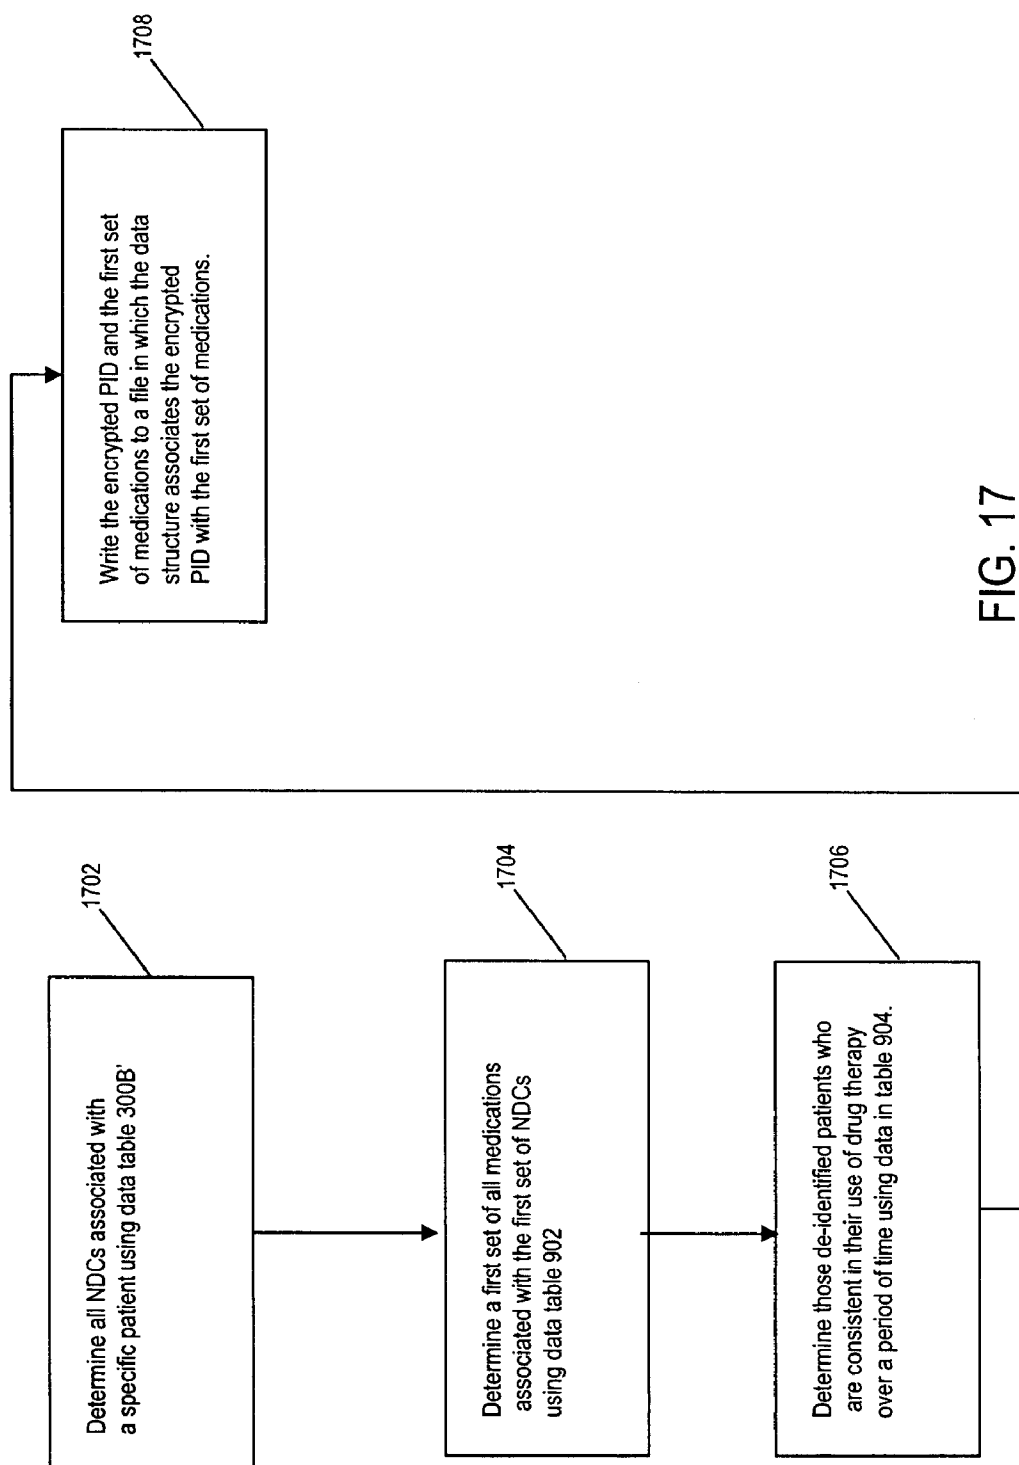 1702
Determine all NDCs associated with
a specific patient using data table 300B'
1704
Determine a first set of all medications
associated with the first set of NDCs
using data table 902
1706
Determine those de-identified patients who
are consistent in their use of drug therapy
over a period of time using data in table 904.
1708
Write the encrypted PID and the first set
of medications to a file in which the data
structure associates the encrypted
PID with the first set of medications.
FIG. 17